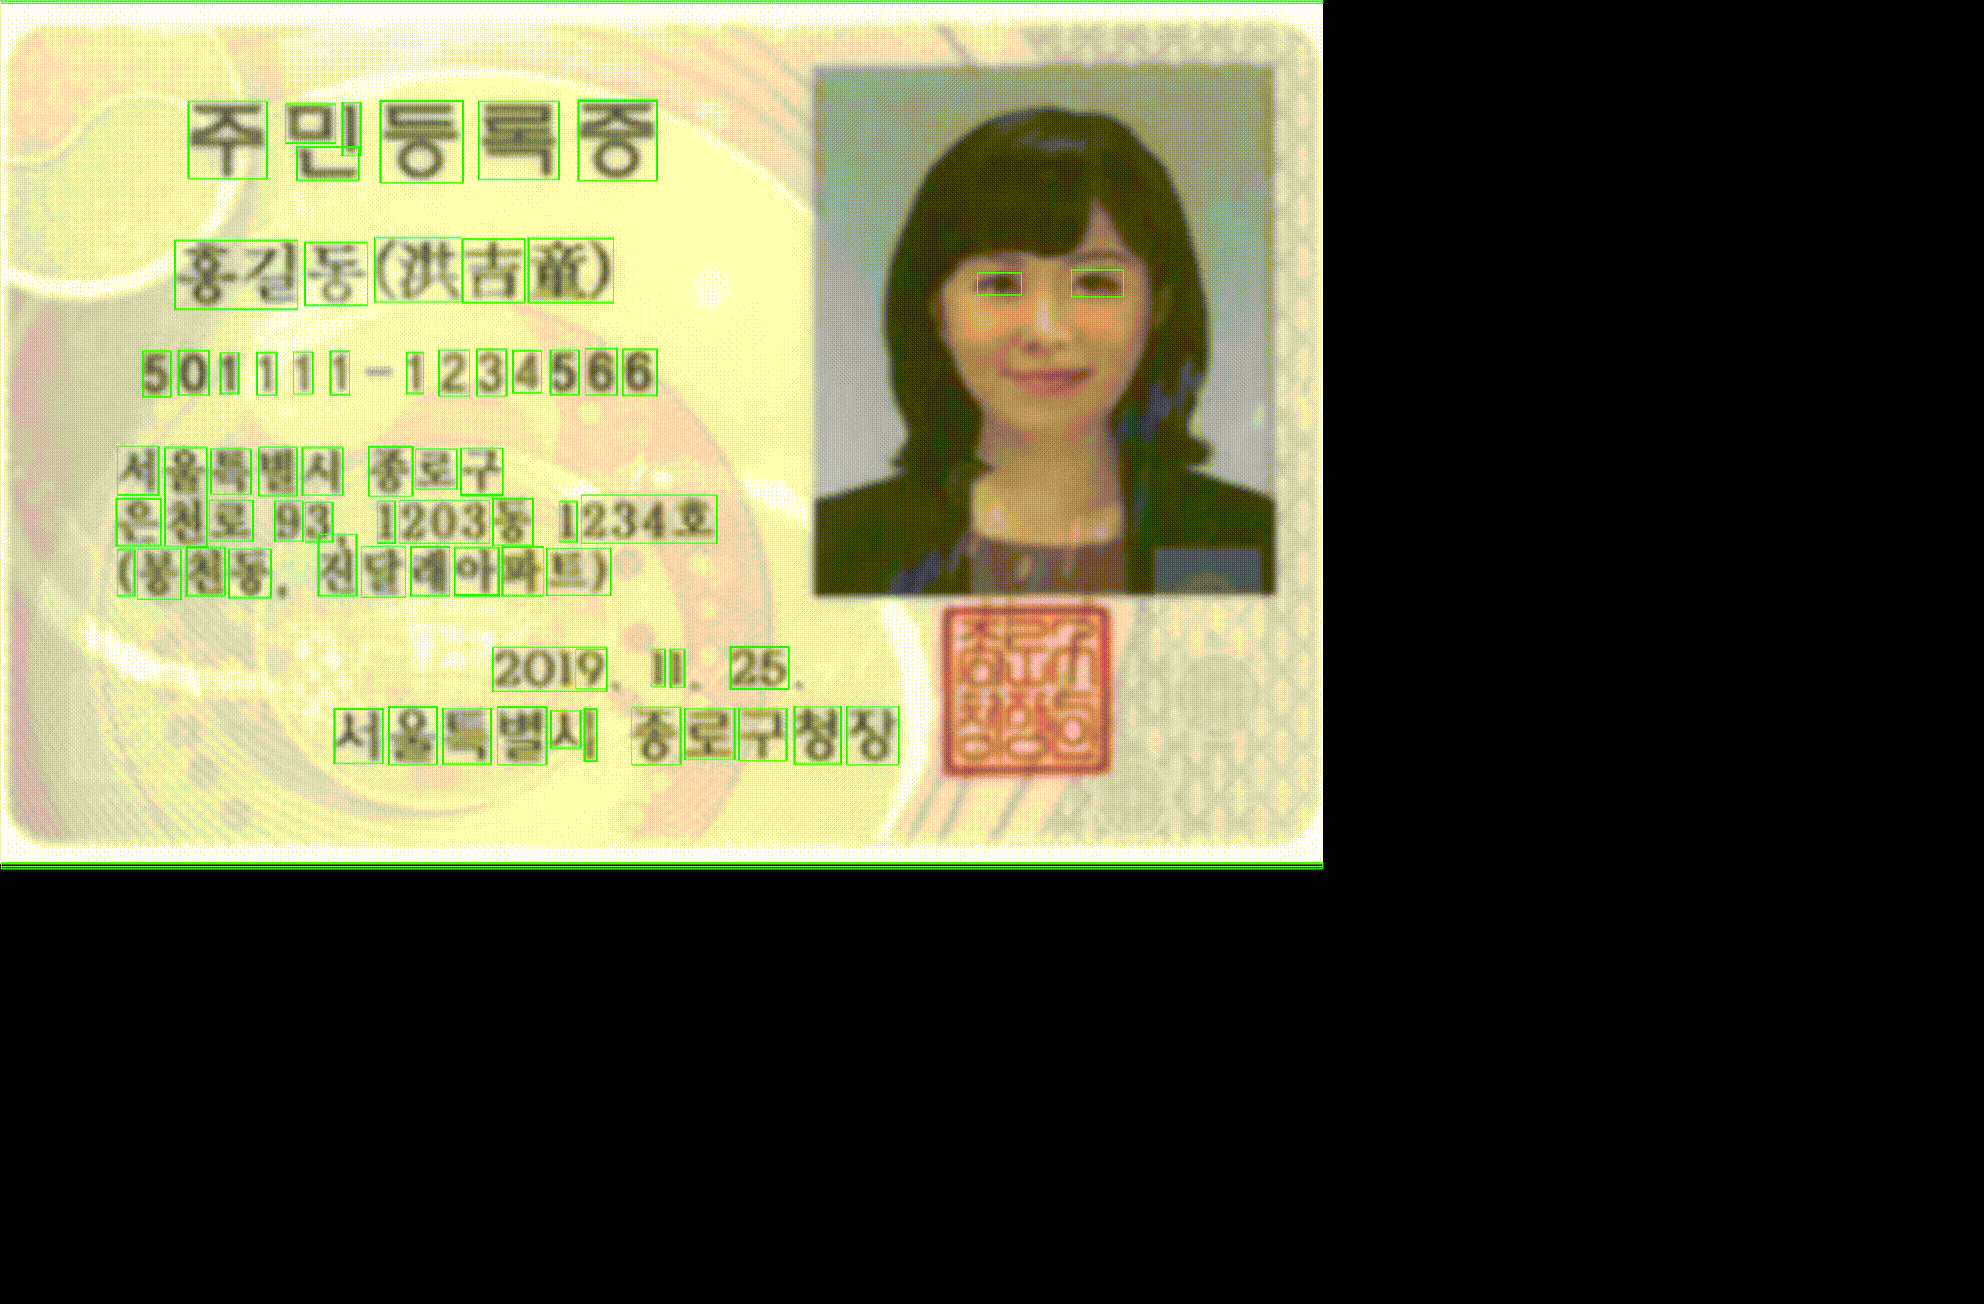 주민등록증
홍길동(洪吉童)
501111-1234566
서울특별시 종로구
은천로 93, 1203동 1234호
(봉천동, 진달래아파트)
2019. 11. 25.
서울특별시 종로구청장